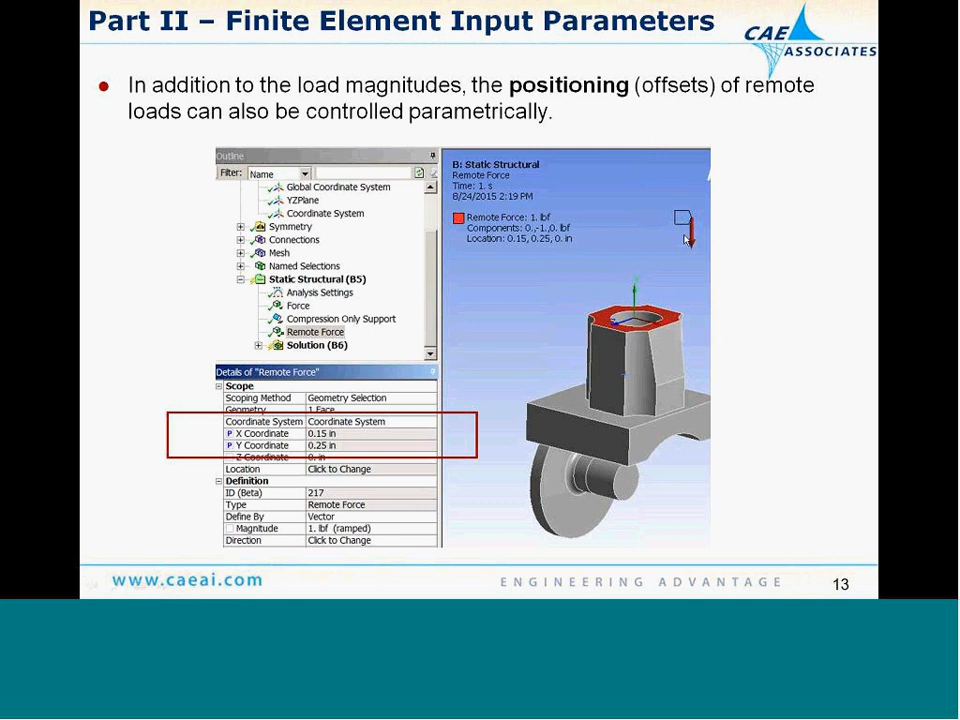 Part II – Finite Element Input Parameters
CAE
ASSOCIATES
In addition to the load magnitudes, the positioning (offsets) of remote
loads can also be controlled parametrically.
Outline
Filter: Name
Global Coordinate System
YZPlane
Coordinate System
Symmetry
Connections
Mesh
Named Selections
Static Structural (B5)
Analysis Settings
Force
Compression Only Support
Remote Force
Solution (B6)
Details of "Remote Force"
Scope
Scoping Method Geometry Selection
Geometry 1 Face
Coordinate System Coordinate System
P X Coordinate 0.15 in
P Y Coordinate 0.25 in
Z Coordinate 0. in
Location Click to Change
Definition
ID (Beta) 217
Type Remote Force
Define By Vector
Magnitude 1. lbf (ramped)
Direction Click to Change
B: Static Structural
Remote Force
Time: 1. s
8/24/2015 2:19 PM
Remote Force: 1. lbf
Components: 0.,-1.,0. lbf
Location: 0.15, 0.25, 0. in
Y
www.caeai.com
ENGINEERING ADVANTAGE
13